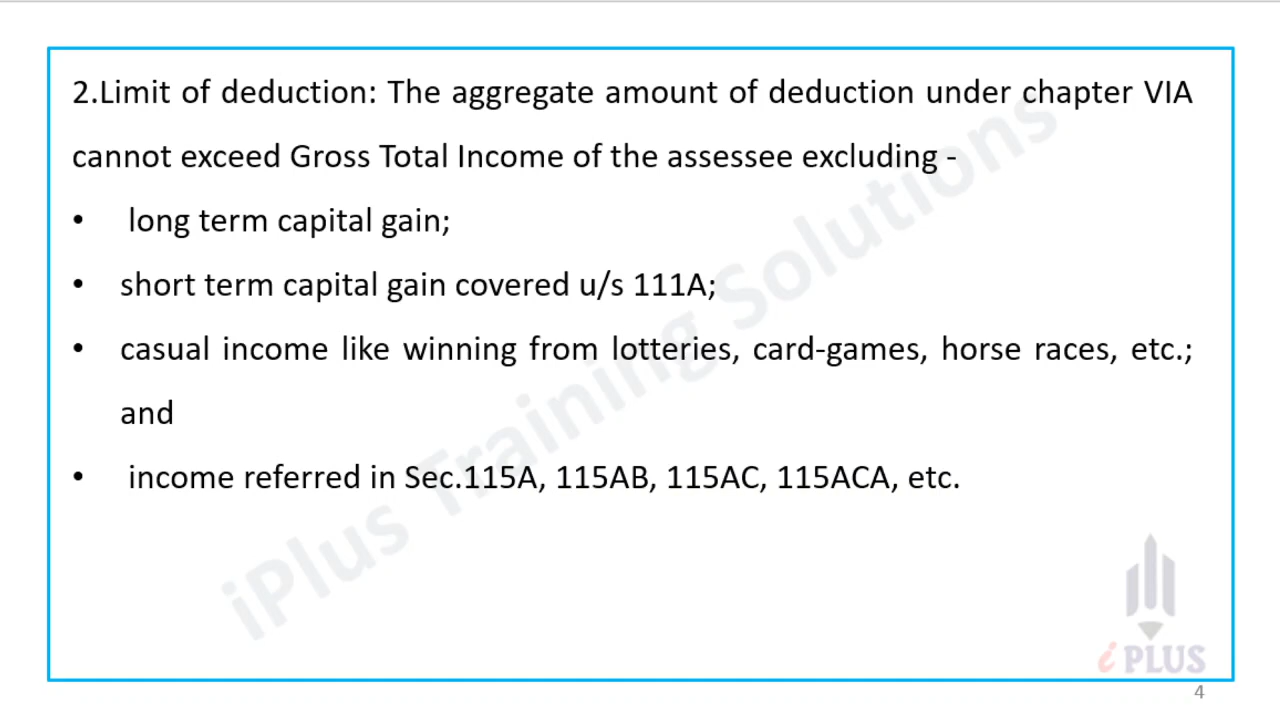 2.Limit of deduction: The aggregate amount of deduction under chapter VIA
cannot exceed Gross Total Income of the assessee excluding -
• long term capital gain;
• short term capital gain covered u/s 111A;
• casual income like winning from lotteries, card-games, horse races, etc.;
and
• income referred in Sec.115A, 115AB, 115AC, 115ACA, etc.
iPlus Training Solutions
i PLUS
4